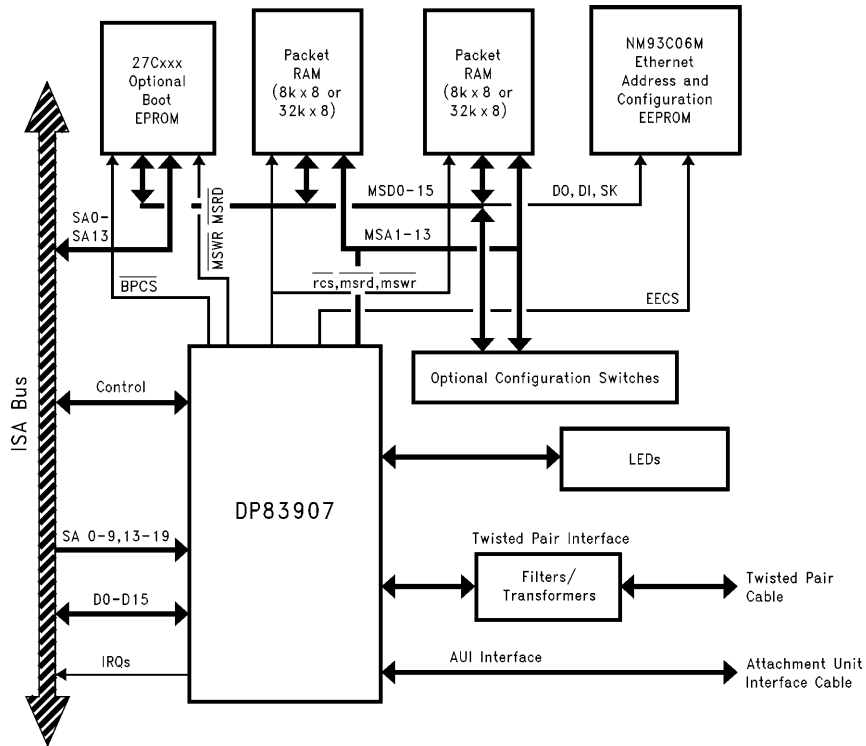 27Cxxx
Optional
Boot
EPROM
Packet
RAM
(8k x 8 or
32k x 8)
Packet
RAM
(8k x 8 or
32k x 8)
NM93C06M
Ethernet
Address and
Configuration
EEPROM
SA0-
SA13
MSWR MSRD
MSD0-15
DO, DI, SK
MSA1-13
BPCS
rcs,msrd,mswr
EECS
Optional Configuration Switches
ISA Bus
Control
LEDs
DP83907
SA 0-9,13-19
Twisted Pair Interface
Filters/
Transformers
Twisted Pair
Cable
D0-D15
IRQs
AUI Interface
Attachment Unit
Interface Cable